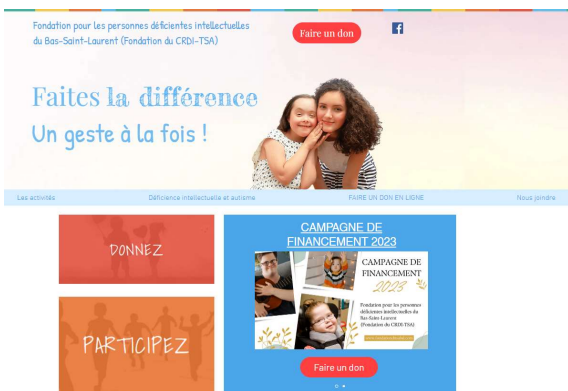 Fondation pour les personnes déficientes intellectuelles
du Bas-Saint-Laurent (Fondation du CRDI-TSA)
Faire un don
Faites la différence
Un geste à la fois !
Les activités
Déficience intellectuelle et autisme
FAIRE UN DON EN LIGNE
Nous joindre
DONNEZ
PARTICIPEZ
CAMPAGNE DE
FINANCEMENT 2023
CAMPAGNE DE
FINANCEMENT
2023
Fondation pour les personnes
déficientes intellectuelles du
Bas-Saint-Laurent
(Fondation du CRDI-TSA)
Faire un don